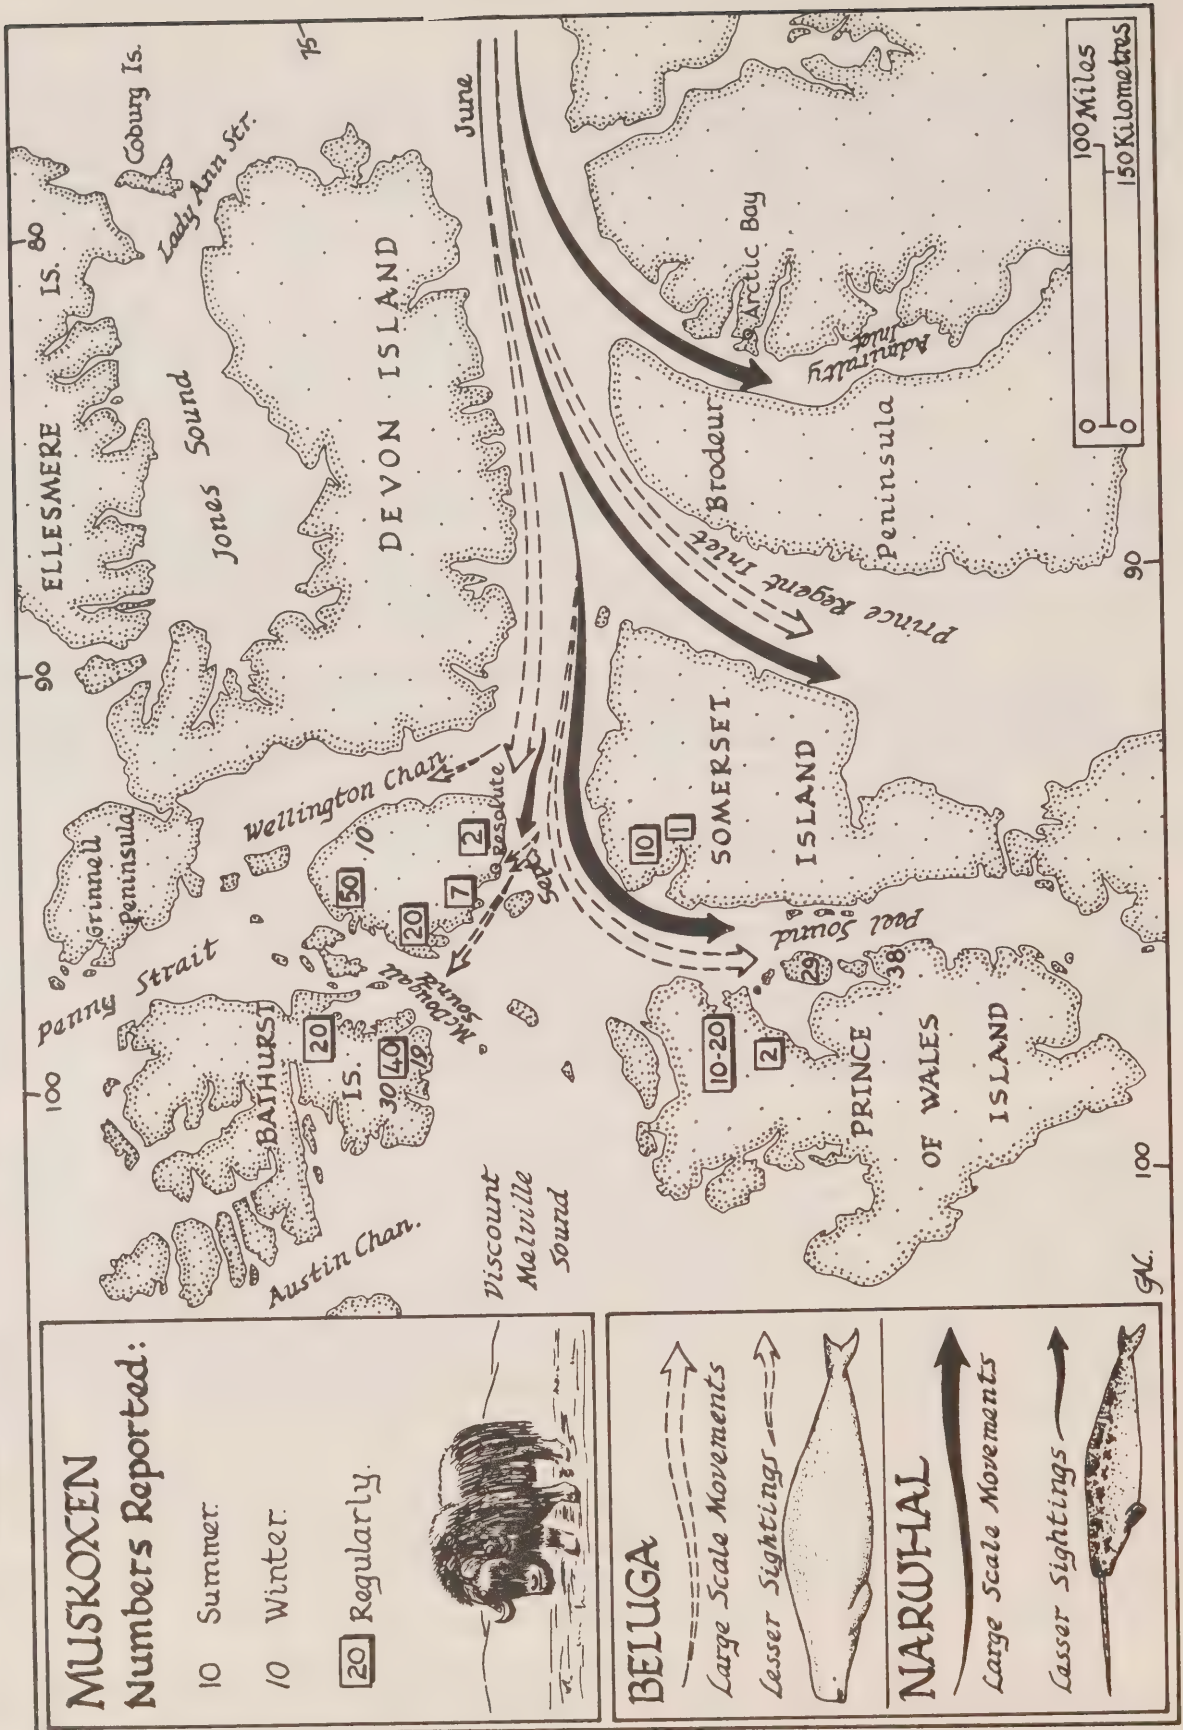 MUSKOXEN
Numbers Reported:
10 Summer.
10 Winter.
20 Regularly.
BELUGA
Large Scale Movements
Lesser Sightings
NARWHAL
Large Scale Movements
Lasser Sightings
100
90
80
75
ELLESMERE IS.
Coburg Is.
Lady Ann Str.
Jones Sound
DEVON ISLAND
Grinnell
Peninsula
Penny Strait
Wellington Chan.
BATHURST
IS.
20
40
30
19
Austin Chan.
McDougall
Sound
50
10
20
7
2
Resolute
Sept.
June
Viscount
Melville
Sound
10-20
2
PRINCE
OF WALES
ISLAND
29
38
Peel
Sound
10
1
SOMERSET
ISLAND
Prince Regent Inlet
Brodeur
Peninsula
Admiralty
Inlet
Arctic Bay
100
90
0 100 Miles
0 150 Kilometres
GAL.